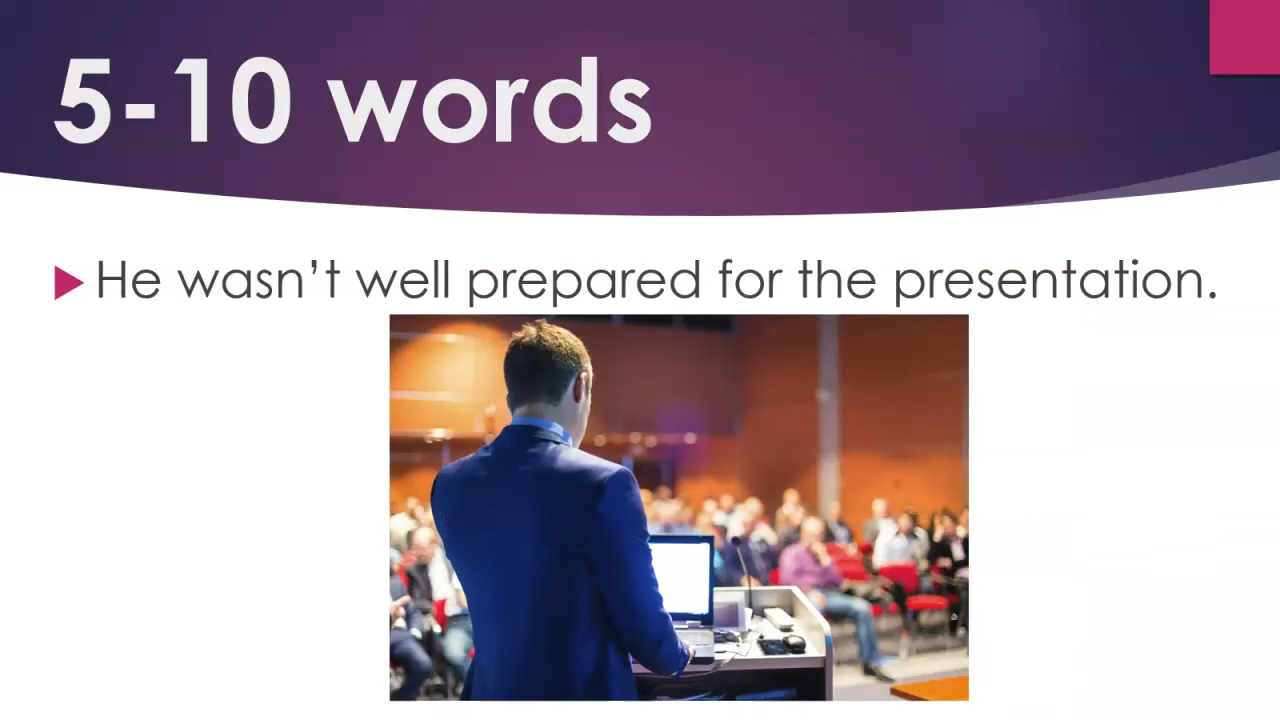 5-10 words
He wasn’t well prepared for the presentation.